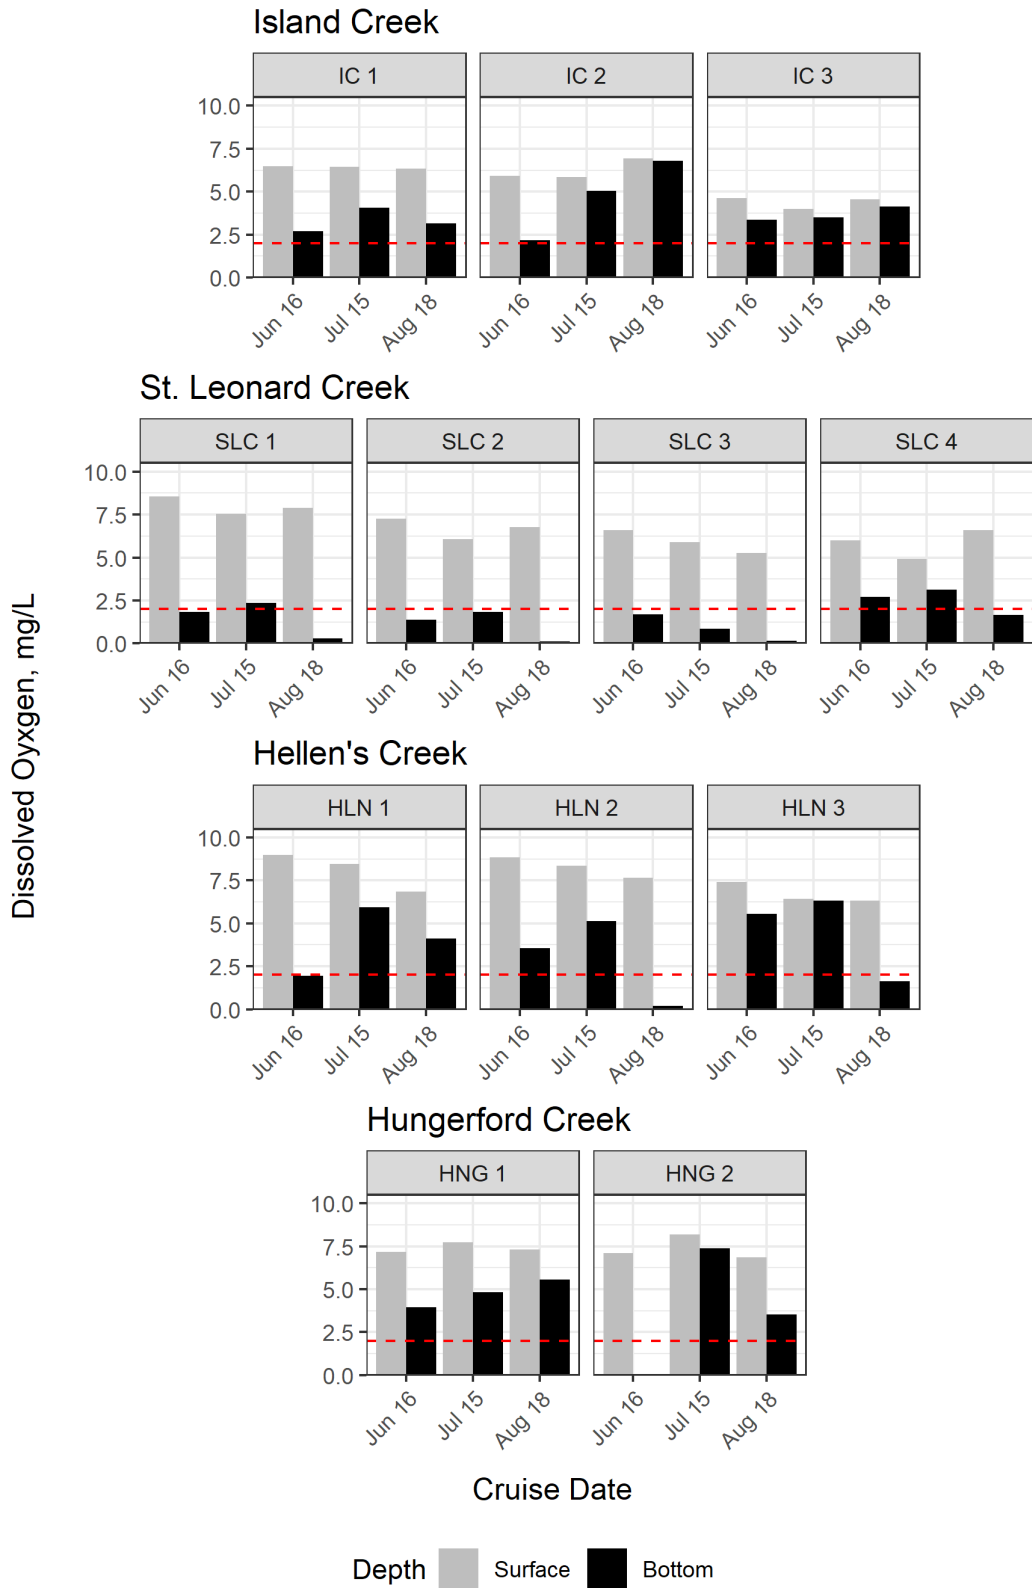 Island Creek
IC 1 IC 2 IC 3
10.0
7.5
5.0
2.5
0.0
Jun 16 Jul 15 Aug 18 Jun 16 Jul 15 Aug 18 Jun 16 Jul 15 Aug 18
St. Leonard Creek
SLC 1 SLC 2 SLC 3 SLC 4
10.0
7.5
5.0
2.5
0.0
Jun 16 Jul 15 Aug 18 Jun 16 Jul 15 Aug 18 Jun 16 Jul 15 Aug 18 Jun 16 Jul 15 Aug 18
Dissolved Oyxgen, mg/L
Hellen's Creek
HLN 1 HLN 2 HLN 3
10.0
7.5
5.0
2.5
0.0
Jun 16 Jul 15 Aug 18 Jun 16 Jul 15 Aug 18 Jun 16 Jul 15 Aug 18
Hungerford Creek
HNG 1 HNG 2
10.0
7.5
5.0
2.5
0.0
Jun 16 Jul 15 Aug 18 Jun 16 Jul 15 Aug 18
Cruise Date
Depth Surface Bottom